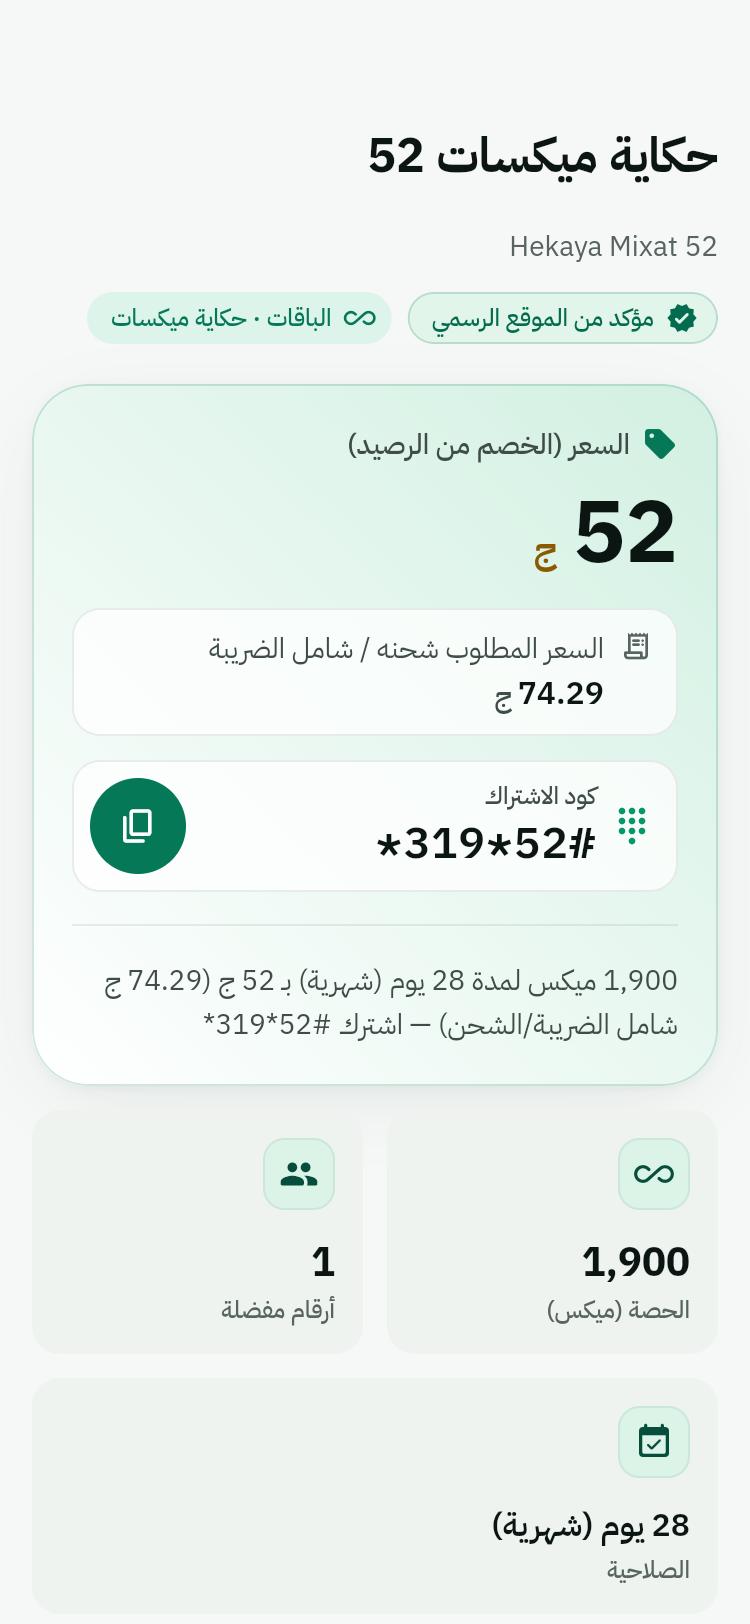 حكاية ميكسات 52
Hekaya Mixat 52
مؤكد من الموقع الرسمي
الباقات · حكاية ميكسات
السعر (الخصم من الرصيد)
52 ج
السعر المطلوب شحنه / شامل الضريبة
74.29 ج
كود الاشتراك
*319*52#
1,900 ميكس لمدة 28 يوم (شهرية) بـ 52 ج (74.29 ج
شامل الضريبة/الشحن) — اشترك #52*319*
1,900
الحصة (ميكس)
1
أرقام مفضلة
28 يوم (شهرية)
الصلاحية